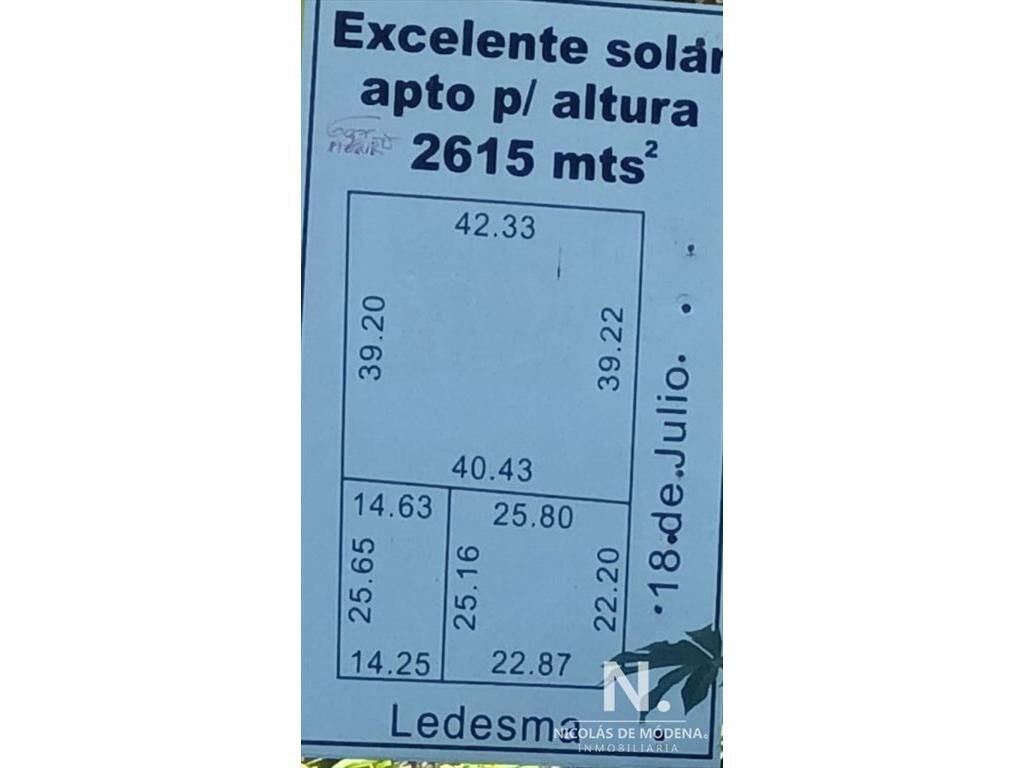 Excelente solár
apto p/ altura
2615 mts²
42.33
39.20
39.22
40.43
14.63
25.80
25.65
25.16
22.20
14.25
22.87
18 de Julio
Ledesma
N.
NICOLÁS DE MÓDENA
INMOBILIARIA